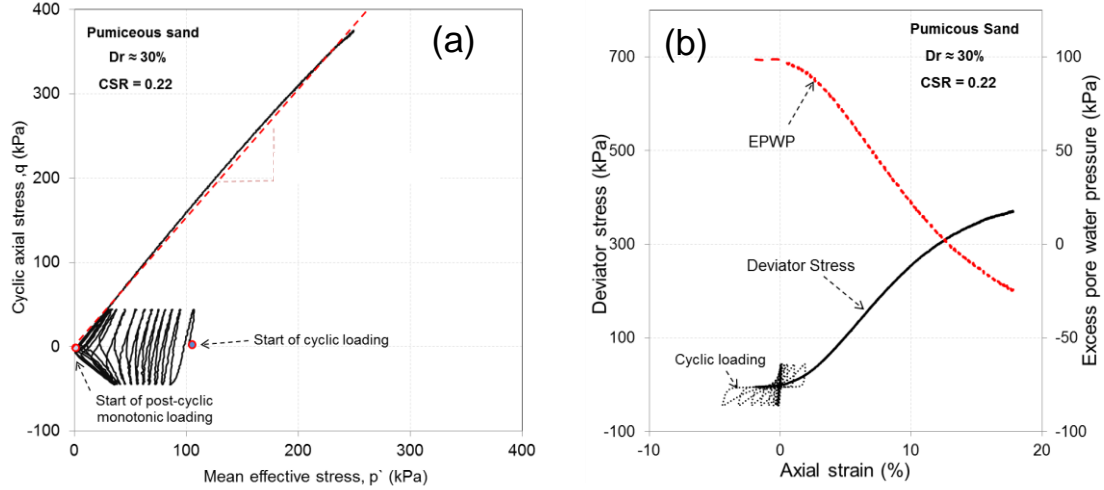 (a)
Pumiceous Sand
Dr ≈ 30%
CSR = 0.22
Cyclic axial stress ,q (kPa)
400
300
200
100
0
-100
Start of cyclic loading
Start of post-cyclic
monotonic loading
0
100
200
300
400
Mean effective stress, p` (kPa)
(b)
Pumicous Sand
Dr ≈ 30%
CSR = 0.22
Deviator stress (kPa)
700
500
300
100
-100
EPWP
Deviator Stress
Cyclic loading
-10
0
10
20
Axial strain (%)
100
50
0
-50
-100
Excess pore water pressure (kPa)